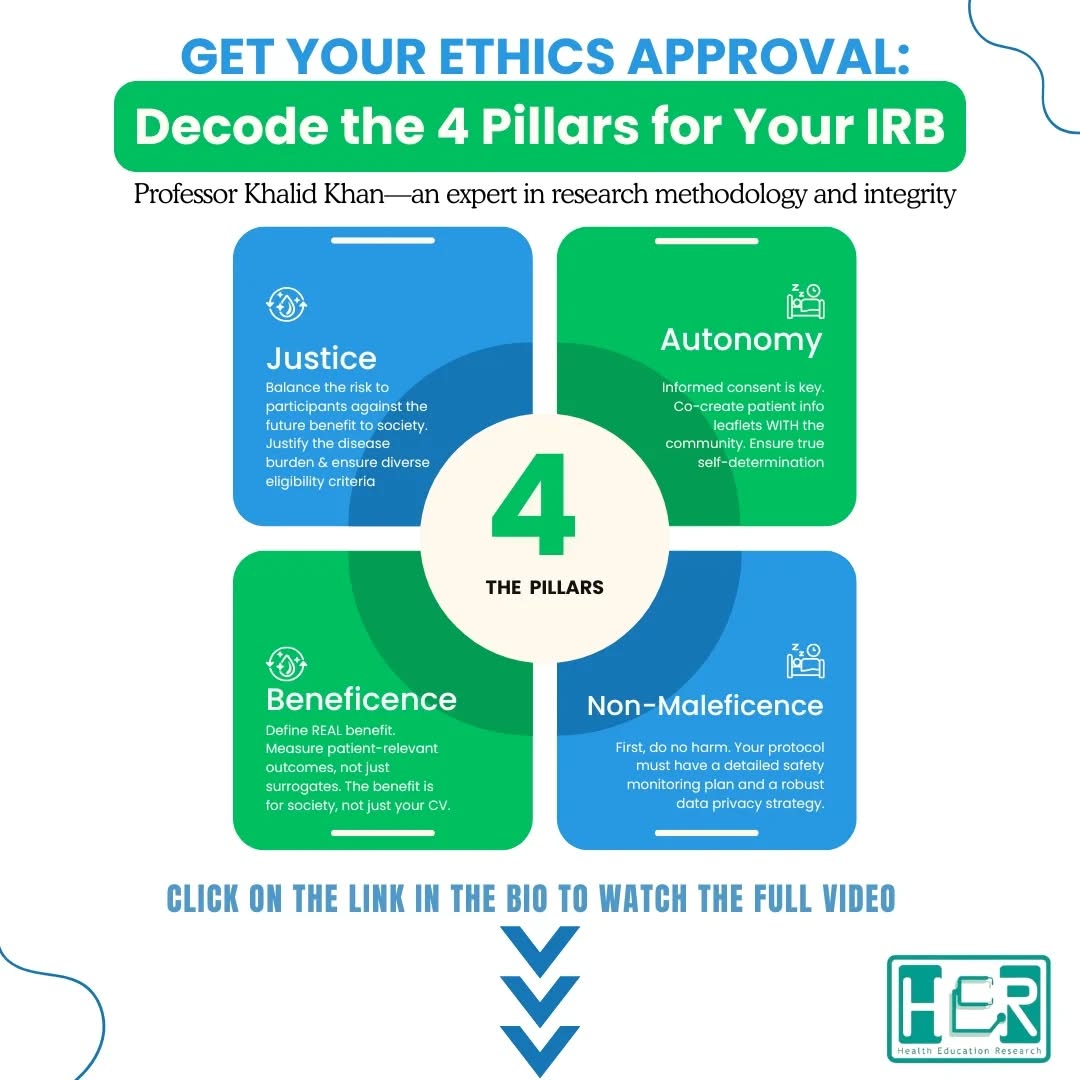 GET YOUR ETHICS APPROVAL:
Decode the 4 Pillars for Your IRB
Professor Khalid Khan—an expert in research methodology and integrity
Justice
Balance the risk to
participants against the
future benefit to society.
Justify the disease
burden & ensure diverse
eligibility criteria
Autonomy
Informed consent is key.
Co-create patient info
leaflets WITH the
community. Ensure true
self-determination
4
THE PILLARS
Beneficence
Define REAL benefit.
Measure patient-relevant
outcomes, not just
surrogates. The benefit is
for society, not just your CV.
Non-Maleficence
First, do no harm. Your protocol
must have a detailed safety
monitoring plan and a robust
data privacy strategy.
CLICK ON THE LINK IN THE BIO TO WATCH THE FULL VIDEO
HER
Health Education Research